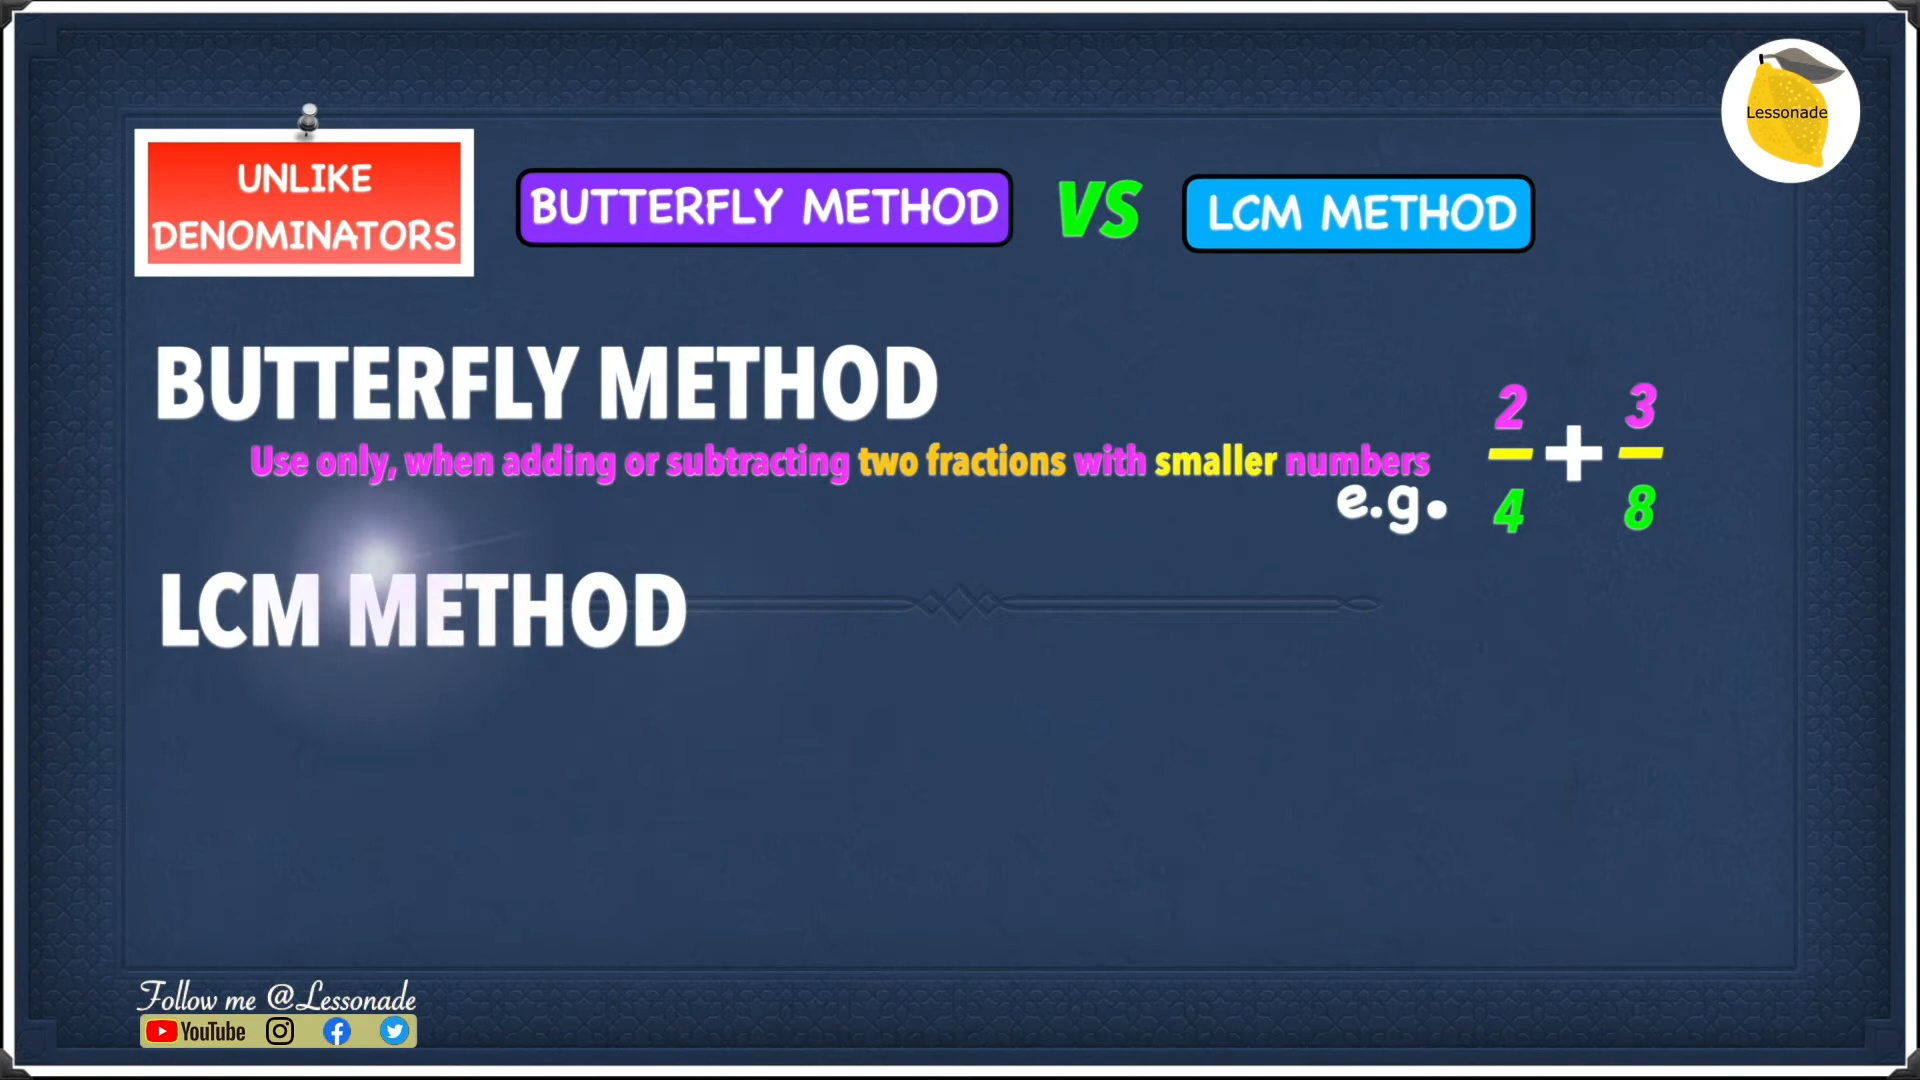 Lessonade
UNLIKE
DENOMINATORS
BUTTERFLY METHOD VS LCM METHOD
BUTTERFLY METHOD
Use only, when adding or subtracting two fractions with smaller numbers
e.g.
2 3
+
4 8
LCM METHOD
Follow me @Lessonade
YouTube